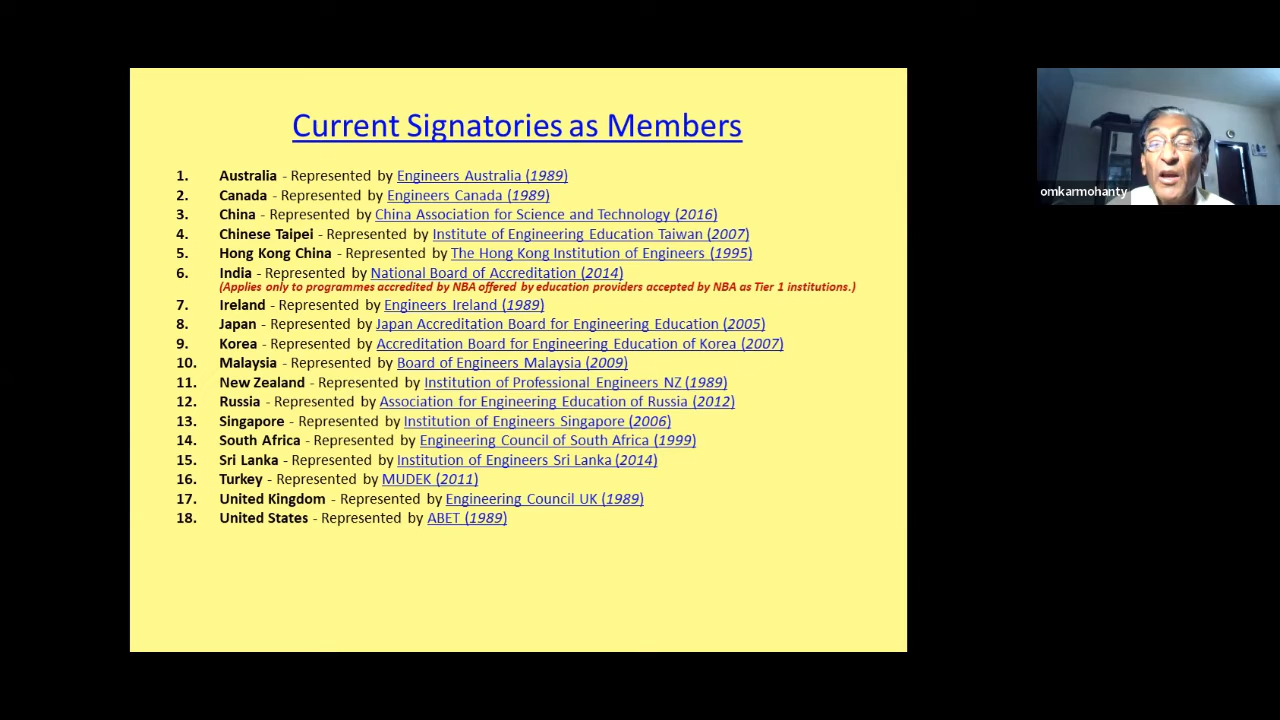 Current Signatories as Members
1. Australia - Represented by Engineers Australia (1989)
2. Canada - Represented by Engineers Canada (1989)
3. China - Represented by China Association for Science and Technology (2016)
4. Chinese Taipei - Represented by Institute of Engineering Education Taiwan (2007)
5. Hong Kong China - Represented by The Hong Kong Institution of Engineers (1995)
6. India - Represented by National Board of Accreditation (2014)
(Applies only to programmes accredited by NBA offered by education providers accepted by NBA as Tier 1 institutions.)
7. Ireland - Represented by Engineers Ireland (1989)
8. Japan - Represented by Japan Accreditation Board for Engineering Education (2005)
9. Korea - Represented by Accreditation Board for Engineering Education of Korea (2007)
10. Malaysia - Represented by Board of Engineers Malaysia (2009)
11. New Zealand - Represented by Institution of Professional Engineers NZ (1989)
12. Russia - Represented by Association for Engineering Education of Russia (2012)
13. Singapore - Represented by Institution of Engineers Singapore (2006)
14. South Africa - Represented by Engineering Council of South Africa (1999)
15. Sri Lanka - Represented by Institution of Engineers Sri Lanka (2014)
16. Turkey - Represented by MUDEK (2011)
17. United Kingdom - Represented by Engineering Council UK (1989)
18. United States - Represented by ABET (1989)
omkarmohanty